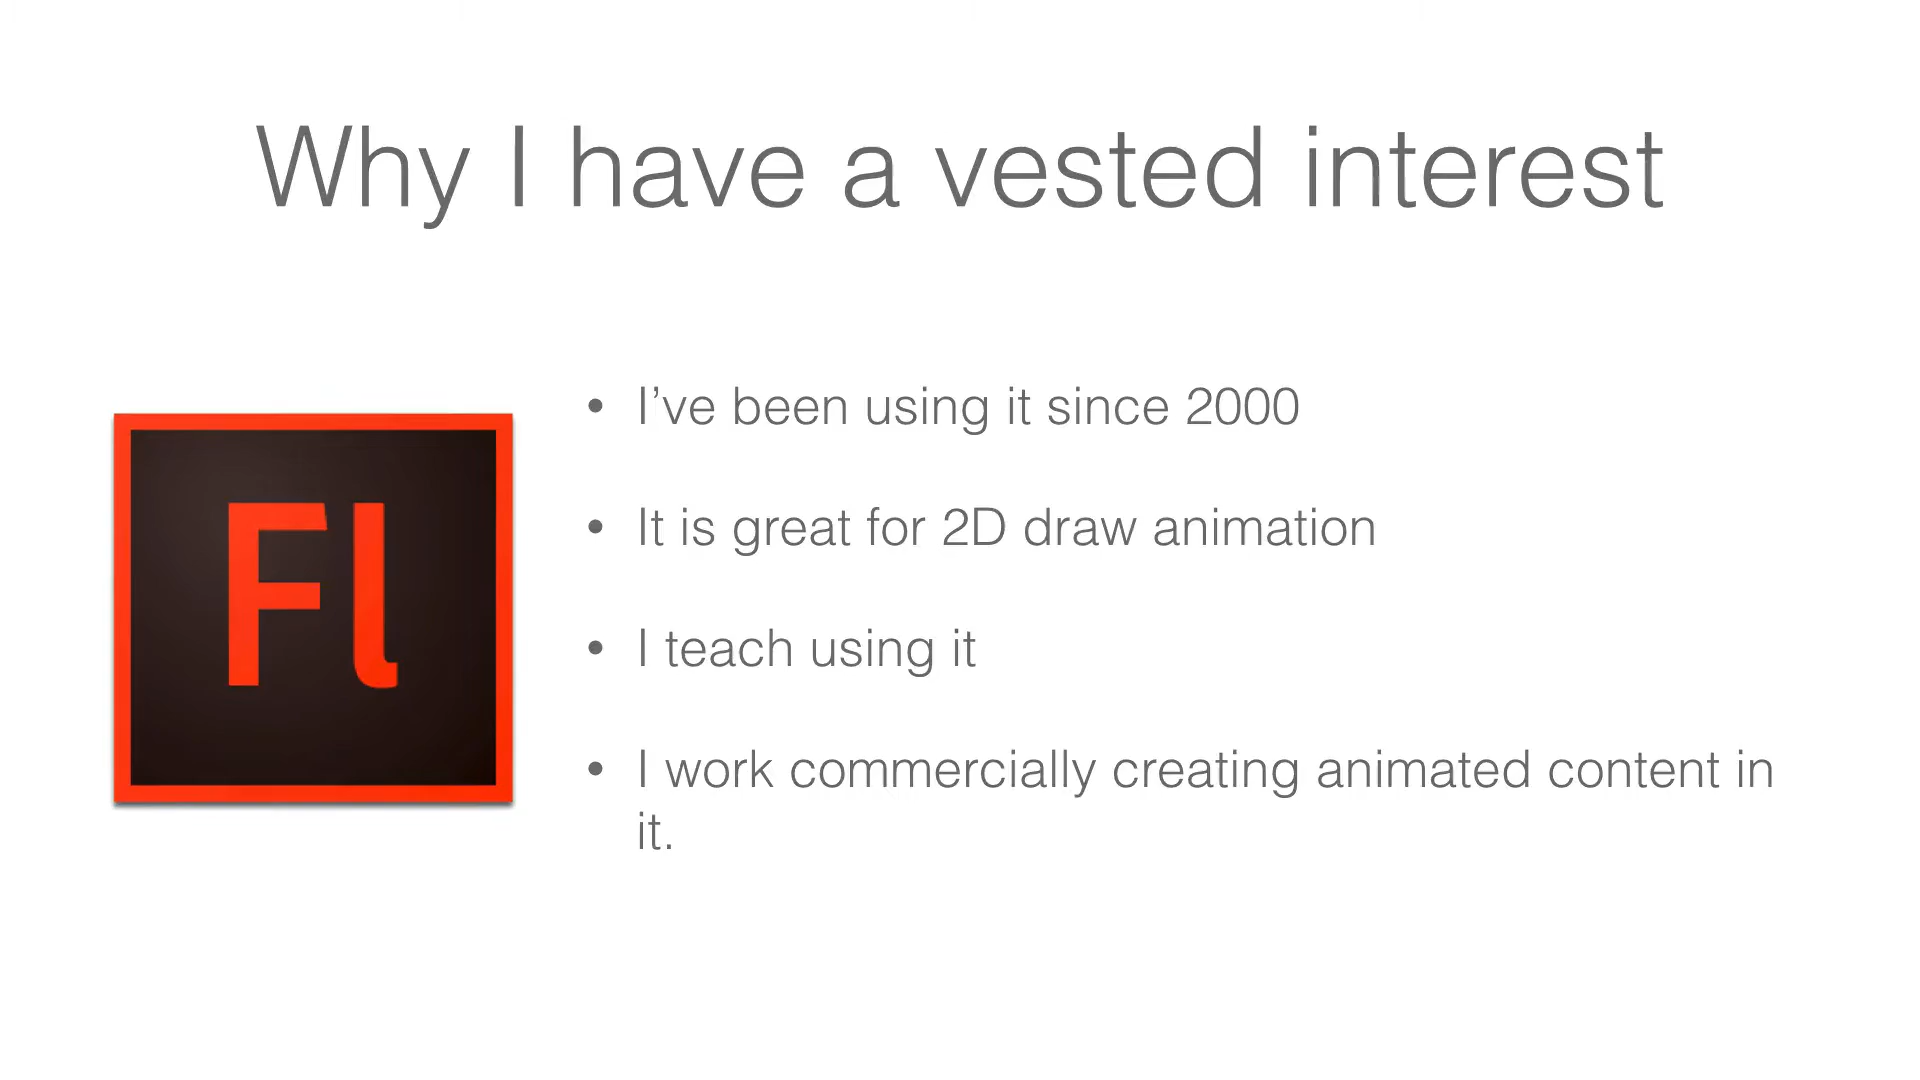 Why I have a vested interest
Fl
• I’ve been using it since 2000
• It is great for 2D draw animation
• I teach using it
• I work commercially creating animated content in
it.